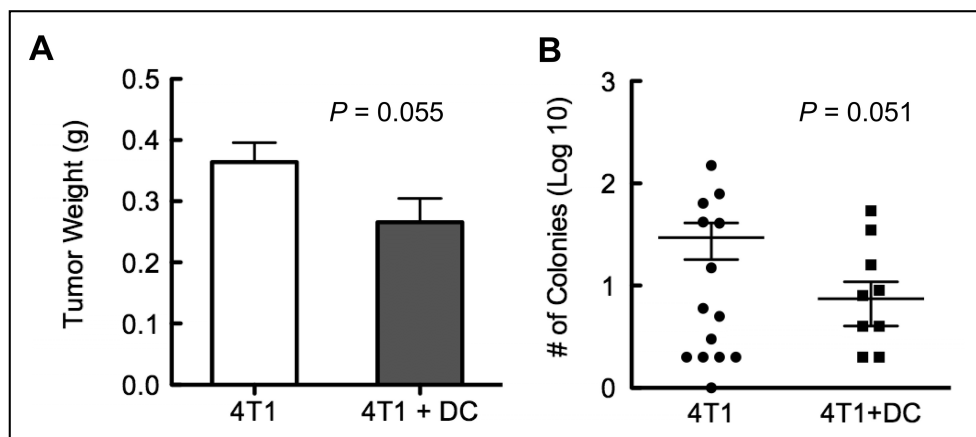 A
Tumor Weight (g)
0.5
0.4
0.3
0.2
0.1
0.0
P = 0.055
4T1
4T1 + DC
B
# of Colonies (Log 10)
3
2
1
0
P = 0.051
4T1
4T1+DC